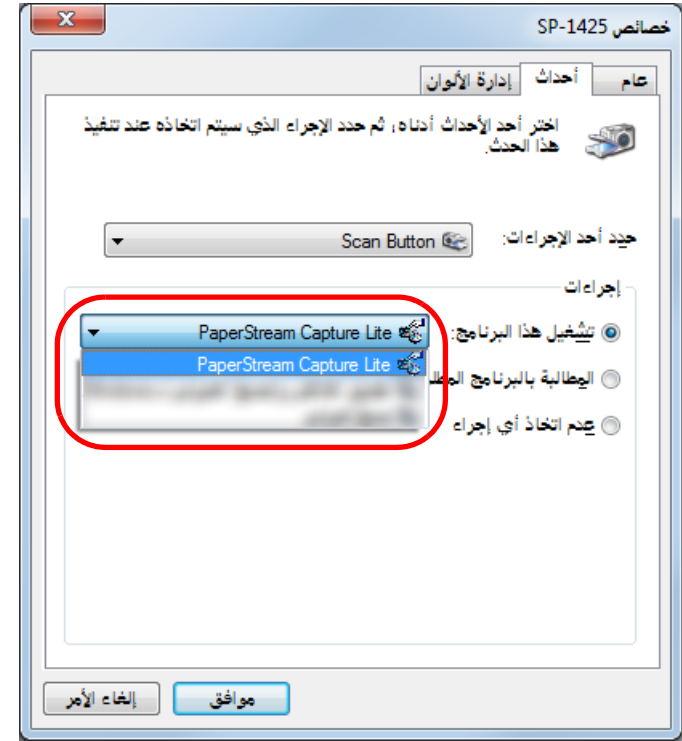 خصائص SP-1425
عام أحداث إدارة الألوان
اختر أحد الأحداث أدناه، ثم حدد الإجراء الذي سيتم اتخاذه عند تنفيذ
هذا الحدث.
حدد أحد الإجراءات: Scan Button
إجراءات
تشغيل هذا البرنامج: PaperStream Capture Lite
PaperStream Capture Lite
المطالبة بالبرنامج
عدم اتخاذ أي إجراء
موافق إلغاء الأمر